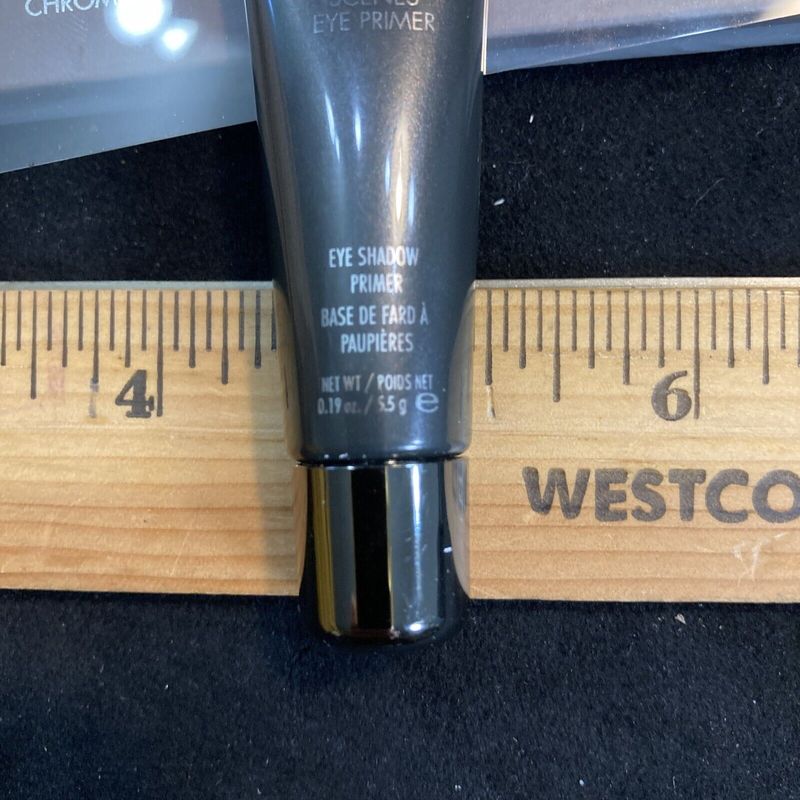 SCENES
EYE PRIMER
EYE SHADOW
PRIMER
BASE DE FARD À
PAUPIÈRES
NET WT / POIDS NET
0.19 oz. / 5.5 g e
4
6
WESTCO